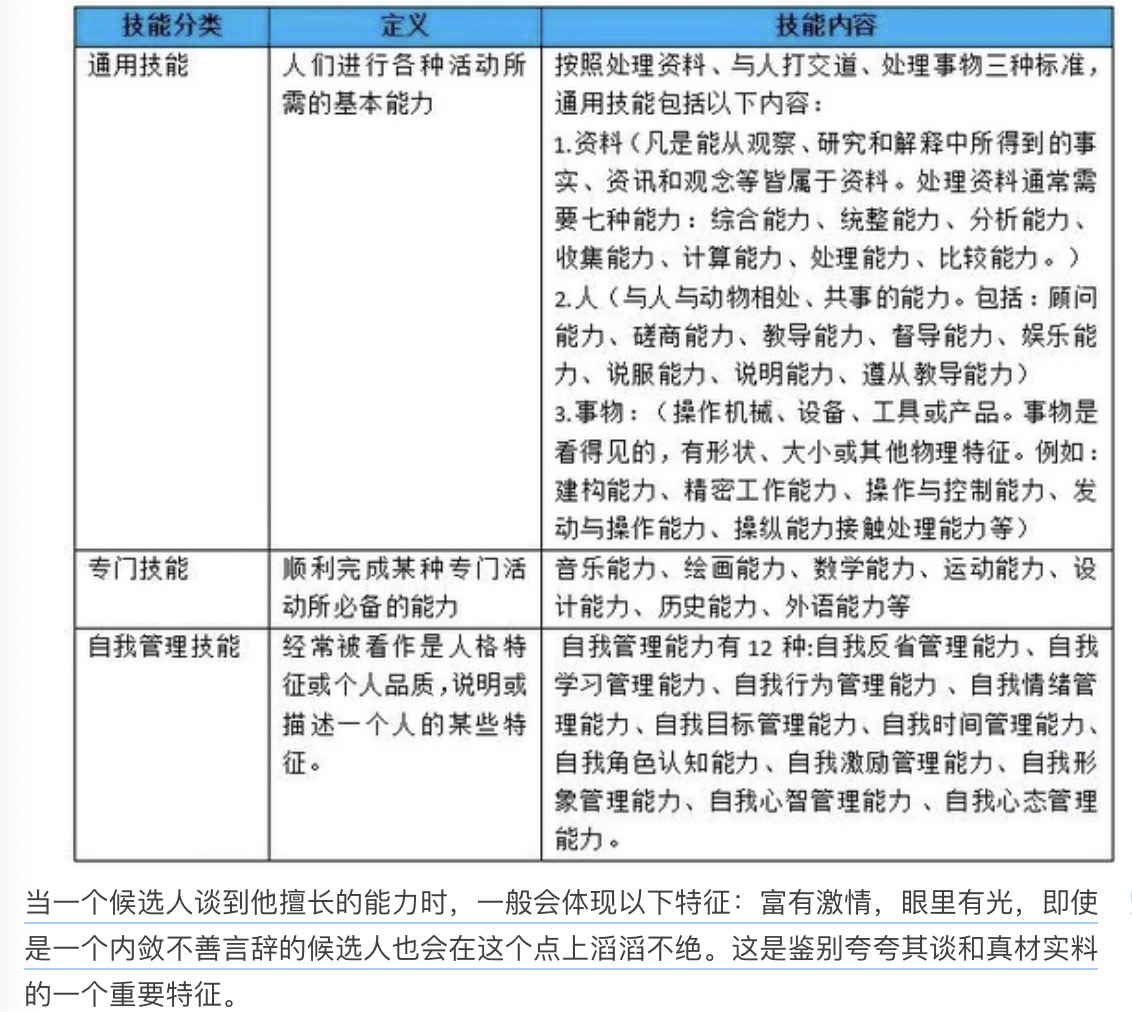 技能分类 定义 技能内容
通用技能 人们进行各种活动所 按照处理资料、与人打交道、处理事物三种标准，
需的基本能力 通用技能包括以下内容：
1.资料（凡是能从观察、研究和解释中所得到的事
实、资讯和观念等皆属于资料。处理资料通常需
要七种能力：综合能力、统整能力、分析能力、
收集能力、计算能力、处理能力、比较能力。）
2.人（与人与动物相处、共事的能力。包括：顾问
能力、磋商能力、教导能力、督导能力、娱乐能
力、说服能力、说明能力、遵从教导能力）
3.事物：（操作机械、设备、工具或产品。事物是
看得见的，有形状、大小或其他物理特征。例如：
建构能力、精密工作能力、操作与控制能力、发
动与操作能力、操纵能力接触处理能力等）
专门技能 顺利完成某种专门活 音乐能力、绘画能力、数学能力、运动能力、设
动所必备的能力 计能力、历史能力、外语能力等
自我管理技能 经常被看作是人格特 自我管理能力有 12 种:自我反省管理能力、自我
征或个人品质，说明或 学习管理能力、自我行为管理能力 、自我情绪管
描述一个人的某些特 理能力、自我目标管理能力、自我时间管理能力、
征。 自我角色认知能力、自我激励管理能力、自我形
象管理能力、自我心智管理能力 、自我心态管理
能力。
当一个候选人谈到他擅长的能力时，一般会体现以下特征：富有激情，眼里有光，即使
是一个内敛不善言辞的候选人也会在这个点上滔滔不绝。这是鉴别夸夸其谈和真材实料
的一个重要特征。